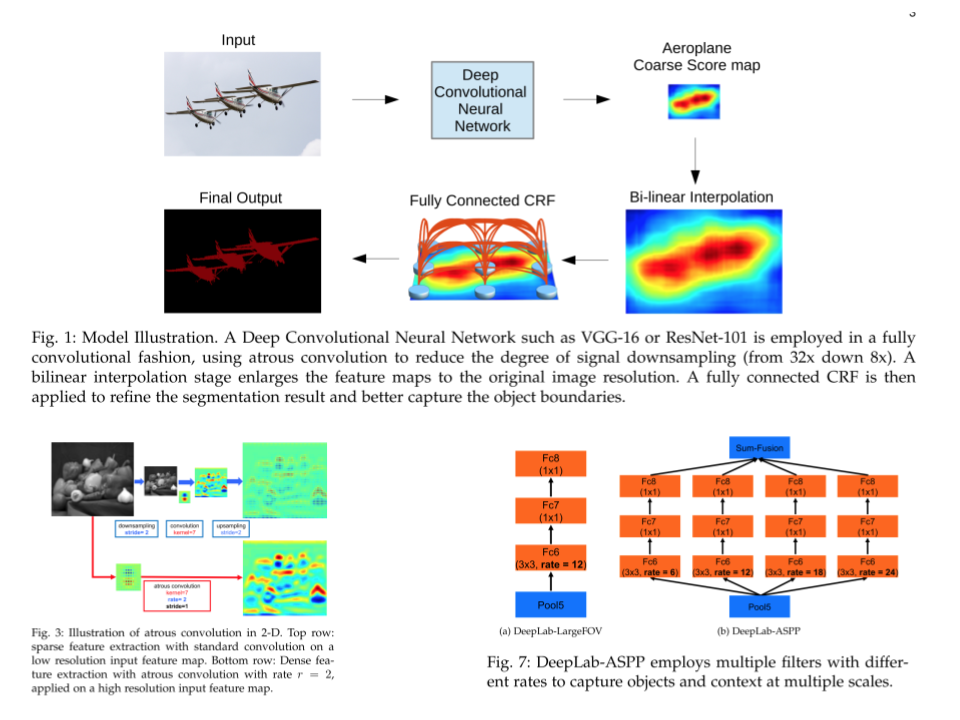 3
Input
Deep
Convolutional
Neural
Network
Aeroplane
Coarse Score map
Final Output
Fully Connected CRF
Bi-linear Interpolation
Fig. 1: Model Illustration. A Deep Convolutional Neural Network such as VGG-16 or ResNet-101 is employed in a fully
convolutional fashion, using atrous convolution to reduce the degree of signal downsampling (from 32x down 8x). A
bilinear interpolation stage enlarges the feature maps to the original image resolution. A fully connected CRF is then
applied to refine the segmentation result and better capture the object boundaries.
downsampling
stride= 2
convolution
kernel=7
upsampling
stride=2
atrous convolution
kernel=7
rate= 2
stride=1
Fig. 3: Illustration of atrous convolution in 2-D. Top row:
sparse feature extraction with standard convolution on a
low resolution input feature map. Bottom row: Dense fea-
ture extraction with atrous convolution with rate r = 2,
applied on a high resolution input feature map.
Fc8
(1x1)
Fc7
(1x1)
Fc6
(3x3, rate = 12)
Pool5
(a) DeepLab-LargeFOV
Sum-Fusion
Fc8 Fc8 Fc8 Fc8
(1x1) (1x1) (1x1) (1x1)
Fc7 Fc7 Fc7 Fc7
(1x1) (1x1) (1x1) (1x1)
Fc6 Fc6 Fc6 Fc6
(3x3, rate = 6) (3x3, rate = 12) (3x3, rate = 18) (3x3, rate = 24)
Pool5
(b) DeepLab-ASPP
Fig. 7: DeepLab-ASPP employs multiple filters with differ-
ent rates to capture objects and context at multiple scales.